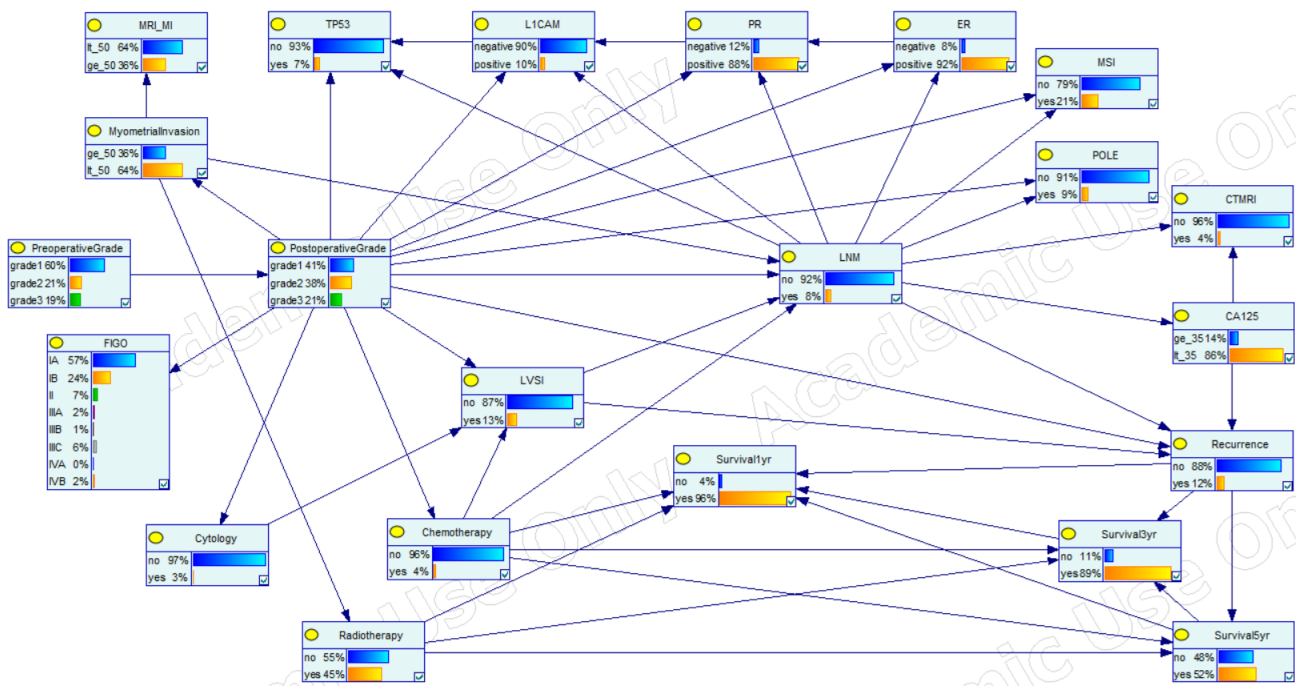 MRI_MI
lt_50 64%
ge_50 36%
TP53
no 93%
yes 7%
L1CAM
negative 90%
positive 10%
PR
negative 12%
positive 88%
ER
negative 8%
positive 92%
MSI
no 79%
yes 21%
MyometrialInvasion
ge_50 36%
lt_50 64%
POLE
no 91%
yes 9%
CTMRI
no 96%
yes 4%
PreoperativeGrade
grade1 60%
grade2 21%
grade3 19%
PostoperativeGrade
grade1 41%
grade2 38%
grade3 21%
LNM
no 92%
yes 8%
CA125
ge_35 14%
lt_35 86%
FIGO
IA 57%
IB 24%
II 7%
IIIA 2%
IIIB 1%
IIIC 6%
IVA 0%
IVB 2%
LVSI
no 87%
yes 13%
Recurrence
no 88%
yes 12%
Survival1yr
no 4%
yes 96%
Cytology
no 97%
yes 3%
Chemotherapy
no 96%
yes 4%
Survival3yr
no 11%
yes 89%
Radiotherapy
no 55%
yes 45%
Survival5yr
no 48%
yes 52%
Academic Use Only
Academic Use Only